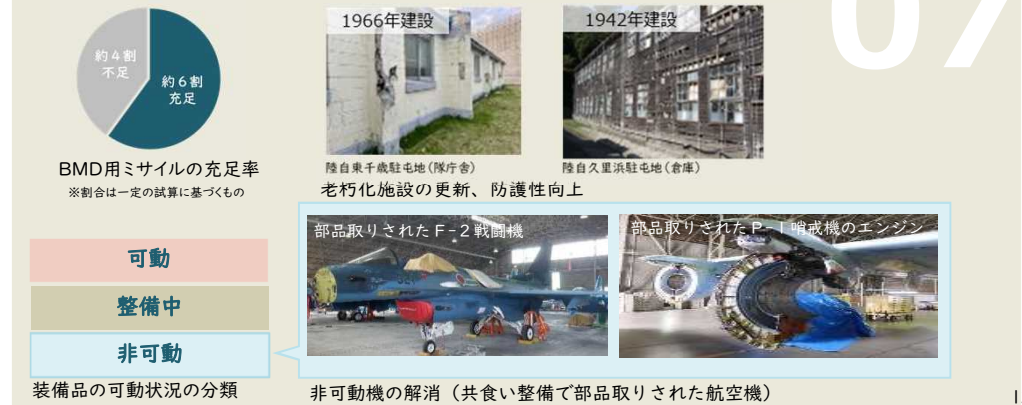 07
約4割
不足
約6割
充足
BMD用ミサイルの充足率
※割合は一定の試算に基づくもの
1966年建設
陸自東千歳駐屯地(隊庁舎)
1942年建設
陸自久里浜駐屯地(倉庫)
老朽化施設の更新、防護性向上
可動
整備中
非可動
装備品の可動状況の分類
部品取りされたF-2戦闘機
部品取りされたP-1哨戒機のエンジン
非可動機の解消(共食い整備で部品取りされた航空機)